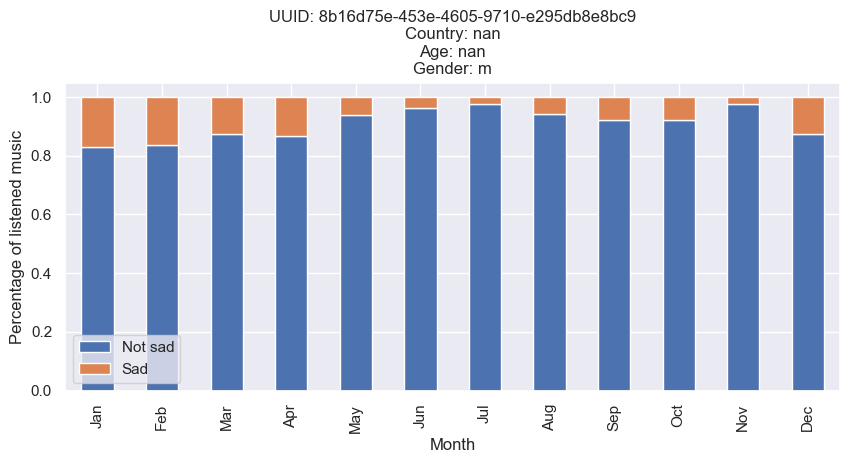 UUID: 8b16d75e-453e-4605-9710-e295db8e8bc9
Country: nan
Age: nan
Gender: m
Percentage of listened music
1.0
0.8
0.6
0.4
0.2
0.0
Not sad
Sad
Jan Feb Mar Apr May Jun Jul Aug Sep Oct Nov Dec
Month